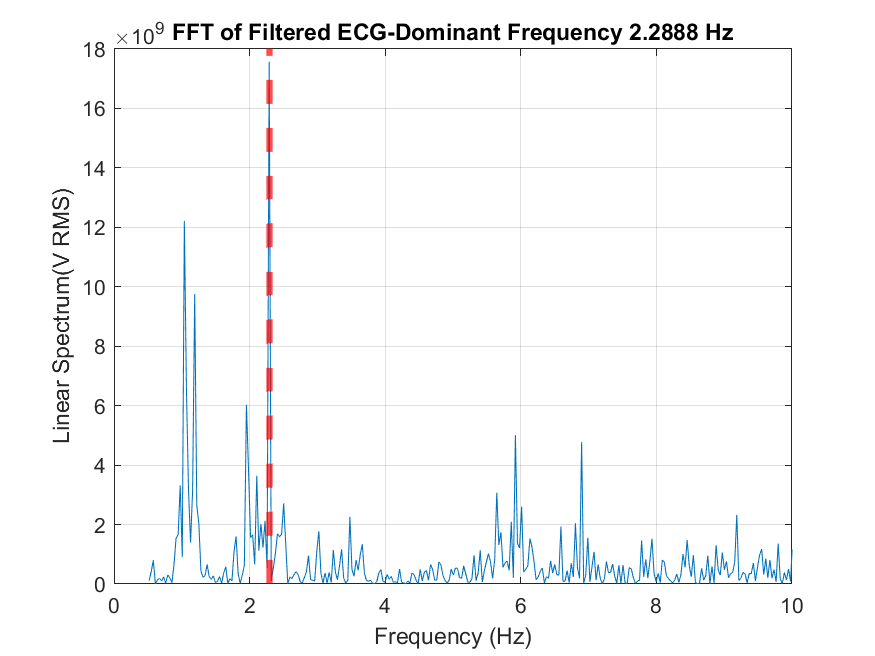 ×10⁹ FFT of Filtered ECG-Dominant Frequency 2.2888 Hz
18
16
14
12
10
8
6
4
2
0
Linear Spectrum(V RMS)
0 2 4 6 8 10
Frequency (Hz)